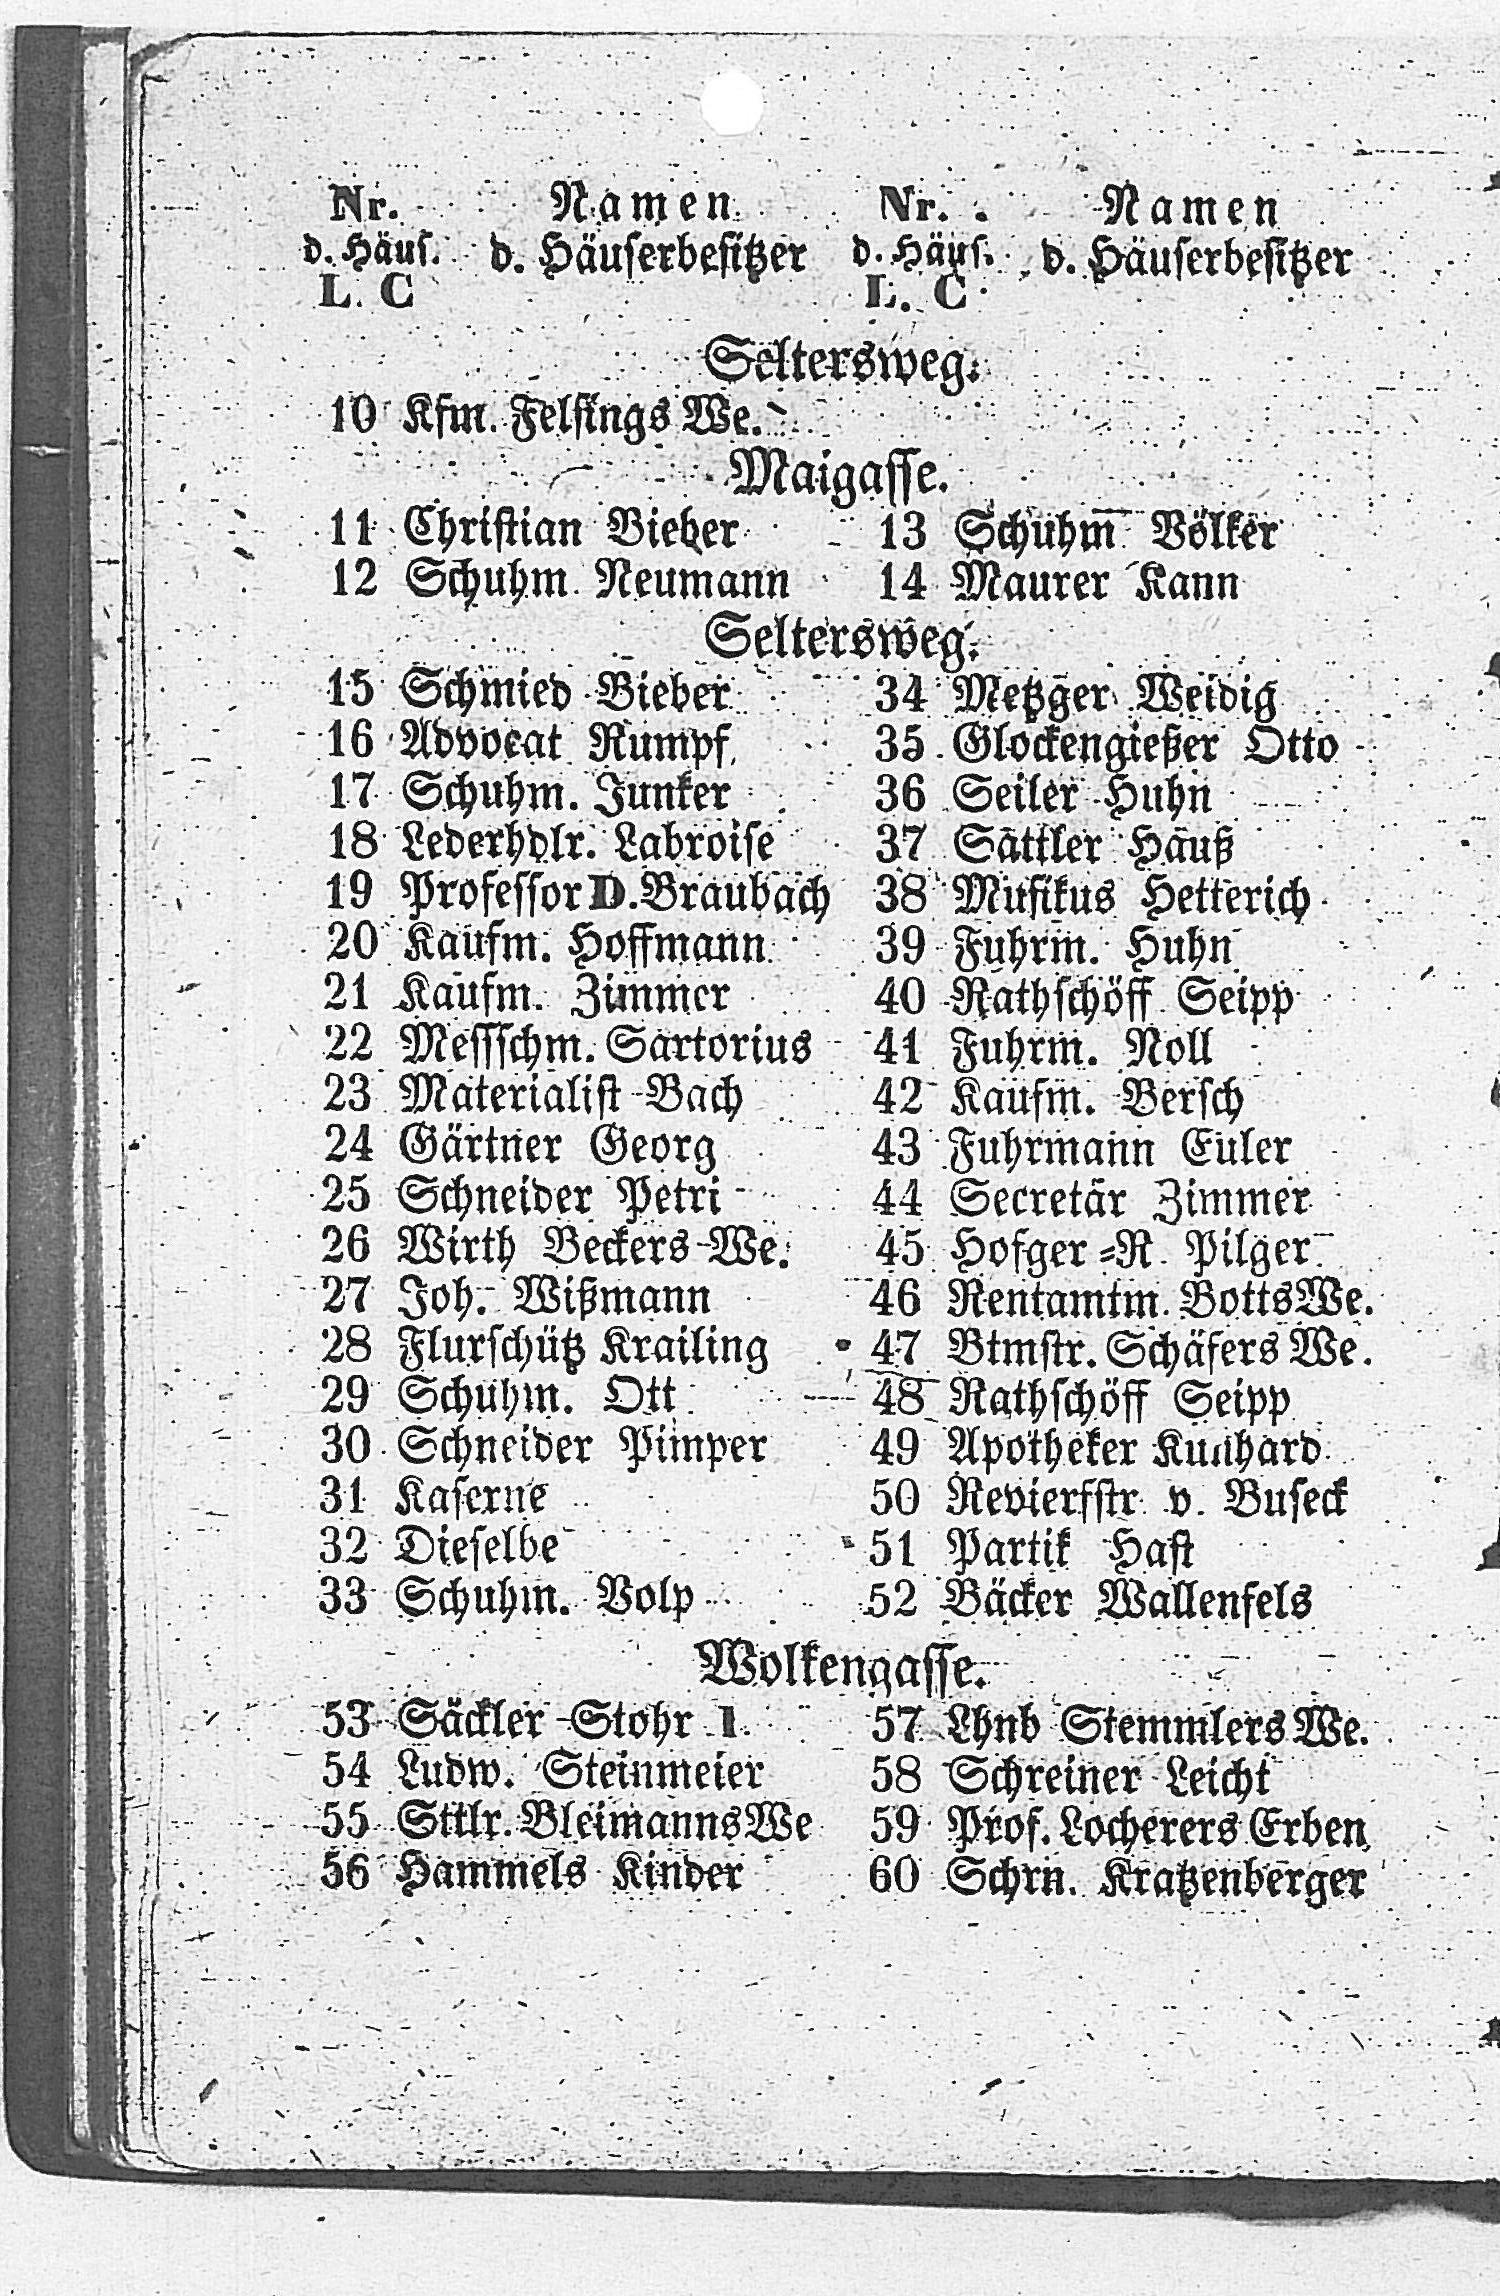 Nr. Namen Nr. Namen
d. Häus. d. Häuserbesitzer d. Häus. d. Häuserbesitzer
L. C L. C
Seltersweg.
10 Kfm. Felsings We.
Maigasse.
11 Christian Bieber
12 Schuhm. Neumann
13 Schuhm Völker
14 Maurer Kann
Seltersweg.
15 Schmied Bieber
16 Advocat Rumpf
17 Schuhm. Junker
18 Lederhdlr. Labroise
19 Professor D. Braubach
20 Kaufm. Hoffmann
21 Kaufm. Zimmer
22 Messschm. Sartorius
23 Materialist Bach
24 Gärtner Georg
25 Schneider Petri
26 Wirth Beckers We.
27 Joh. Wißmann
28 Flurschütz Krailing
29 Schuhm. Ott
30 Schneider Pimper
31 Kaserne
32 Dieselbe
33 Schuhm. Volp
34 Metzger Weidig
35 Glockengießer Otto
36 Seiler Huhn
37 Sattler Hauß
38 Musikus Hetterich
39 Fuhrm. Huhn
40 Rathschöff Seipp
41 Fuhrm. Noll
42 Kaufm. Bersch
43 Fuhrmann Euler
44 Secretär Zimmer
45 Hofger=R. Pilger
46 Rentamtm. Botts We.
47 Btmstr. Schäfers We.
48 Rathschöff Seipp
49 Apotheker Kunhard
50 Revierfstr v. Buseck
51 Partik Hast
52 Bäcker Wallenfels
Wolkengasse.
53 Säckler Stohr I
54 Ludw. Steinmeier
55 Sttlr. Bleimanns We
56 Hammels Kinder
57 Lhnb Stemmlers We.
58 Schreiner Leicht
59 Prof. Locherers Erben
60 Schrn. Kratzenberger